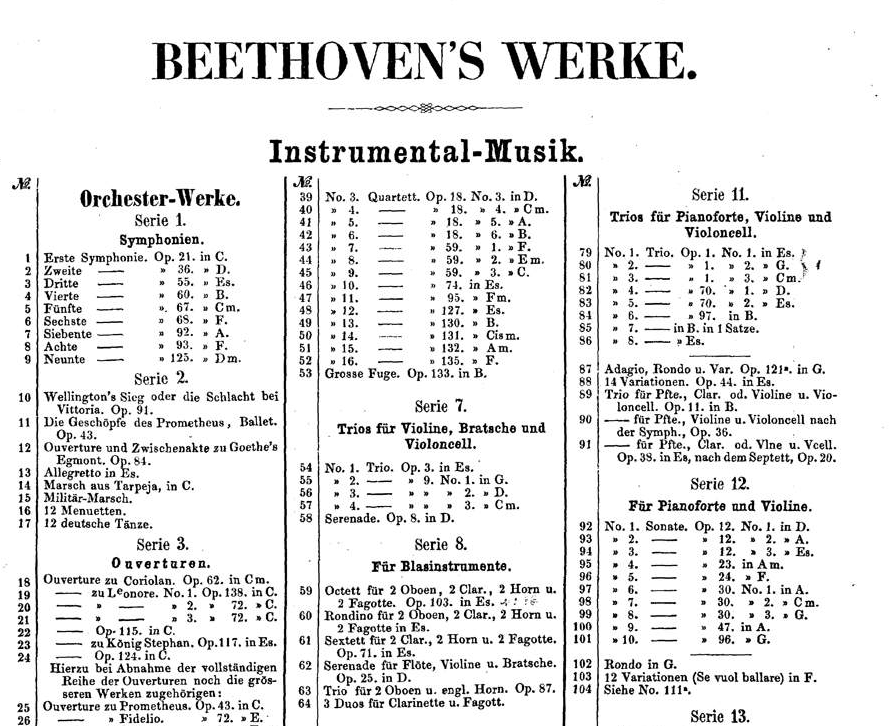 BEETHOVEN'S WERKE.
Instrumental-Musik.
No.
Orchester-Werke.
Serie 1.
Symphonien.
1 Erste Symphonie. Op. 21. in C.
2 Zweite — » 36. » D.
3 Dritte — » 55. » Es.
4 Vierte — » 60. » B.
5 Fünfte — » 67. » Cm.
6 Sechste — » 68. » F.
7 Siebente — » 92. » A.
8 Achte — » 93. » F.
9 Neunte — » 125. » Dm.
Serie 2.
10 Wellington's Sieg oder die Schlacht bei
Vittoria. Op. 91.
11 Die Geschöpfe des Prometheus, Ballet.
Op. 43.
12 Ouverture und Zwischenakte zu Goethe's
Egmont. Op. 84.
13 Allegretto in Es.
14 Marsch aus Tarpeja, in C.
15 Militär-Marsch.
16 12 Menuetten.
17 12 deutsche Tänze.
Serie 3.
Ouverturen.
18 Ouverture zu Coriolan. Op. 62. in Cm.
19 — zu Leonore. No. 1. Op. 138. in C.
20 — » — » 2. » 72. » C.
21 — » — » 3. » 72. » C.
22 — Op. 115. in C.
23 — zu König Stephan. Op. 117. in Es.
24 — Op. 124. in C.
Hierzu bei Abnahme der vollständigen
Reihe der Ouverturen noch die grös-
seren Werken zugehörigen:
25 Ouverture zu Prometheus. Op. 43. in C.
26 — » Fidelio. » 72. » E.
No.
39 No. 3. Quartett. Op. 18. No. 3. in D.
40 » 4. — » 18. » 4. » Cm.
41 » 5. — » 18. » 5. » A.
42 » 6. — » 18. » 6. » B.
43 » 7. — » 59. » 1. » F.
44 » 8. — » 59. » 2. » Em.
45 » 9. — » 59. » 3. » C.
46 » 10. — » 74. in Es.
47 » 11. — » 95. » Fm.
48 » 12. — » 127. » Es.
49 » 13. — » 130. » B.
50 » 14. — » 131. » Cism.
51 » 15. — » 132. » Am.
52 » 16. — » 135. » F.
53 Grosse Fuge. Op. 133. in B.
Serie 7.
Trios für Violine, Bratsche und
Violoncell.
54 No. 1. Trio. Op. 3. in Es.
55 » 2. — » 9. No. 1. in G.
56 » 3. — » » » 2. » D.
57 » 4. — » » » 3. » Cm.
58 Serenade. Op. 8. in D.
Serie 8.
Für Blasinstrumente.
59 Octett für 2 Oboen, 2 Clar., 2 Horn u.
2 Fagotte. Op. 103. in Es.
60 Rondino für 2 Oboen, 2 Clar., 2 Horn u.
2 Fagotte in Es.
61 Sextett für 2 Clar., 2 Horn u. 2 Fagotte.
Op. 71. in Es.
62 Serenade für Flöte, Violine u. Bratsche.
Op. 25. in D.
63 Trio für 2 Oboen u. engl. Horn. Op. 87.
64 3 Duos für Clarinette u. Fagott.
No.
Serie 11.
Trios für Pianoforte, Violine und
Violoncell.
79 No. 1. Trio. Op. 1. No. 1. in Es.
80 » 2. — » 1. » 2. » G.
81 » 3. — » 1. » 3. » Cm.
82 » 4. — » 70. » 1. » D.
83 » 5. — » 70. » 2. » Es.
84 » 6. — » 97. in B.
85 » 7. — in B. in 1 Satze.
86 » 8. — » Es.
87 Adagio, Rondo u. Var. Op. 121ª. in G.
88 14 Variationen. Op. 44. in Es.
89 Trio für Pfte., Clar. od. Violine u. Vio-
loncell. Op. 11. in B.
90 — für Pfte., Violine u. Violoncell nach
der Symph., Op. 36.
91 — für Pfte., Clar. od. Vlne u. Vcell.
Op. 38. in Es, nach dem Septett, Op. 20.
Serie 12.
Für Pianoforte und Violine.
92 No. 1. Sonate. Op. 12. No. 1. in D.
93 » 2. — » 12. » 2. » A.
94 » 3. — » 12. » 3. » Es.
95 » 4. — » 23. in Am.
96 » 5. — » 24. » F.
97 » 6. — » 30. No. 1. in A.
98 » 7. — » 30. » 2. » Cm.
99 » 8. — » 30. » 3. » G.
100 » 9. — » 47. in A.
101 » 10. — » 96. » G.
102 Rondo in G.
103 12 Variationen (Se vuol ballare) in F.
104 Siehe No. 111ª.
Serie 13.